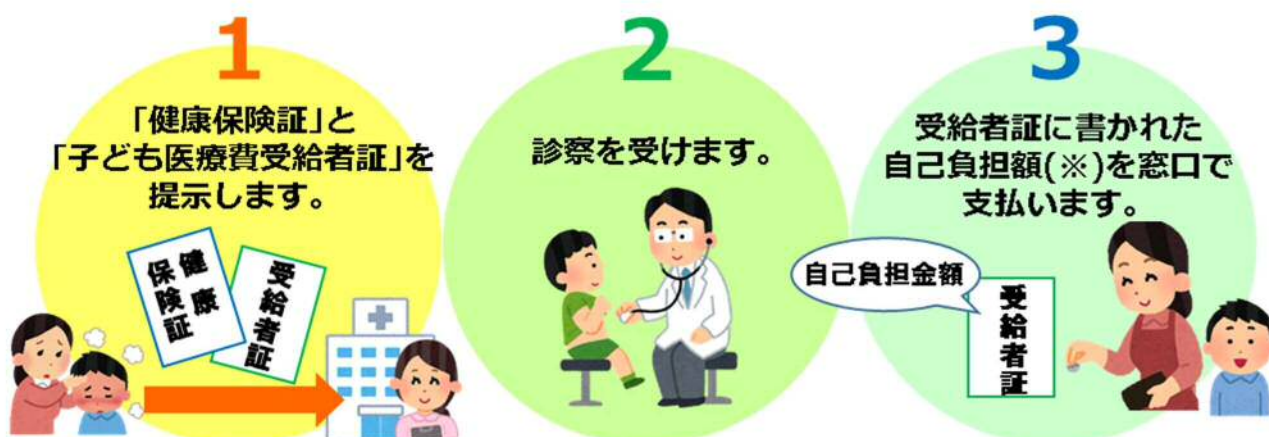 1
「健康保険証」と
「子ども医療費受給者証」を
提示します。
健康
保険証
受給者証
2
診察を受けます。
3
受給者証に書かれた
自己負担額(※)を窓口で
支払います。
自己負担金額
受給者証